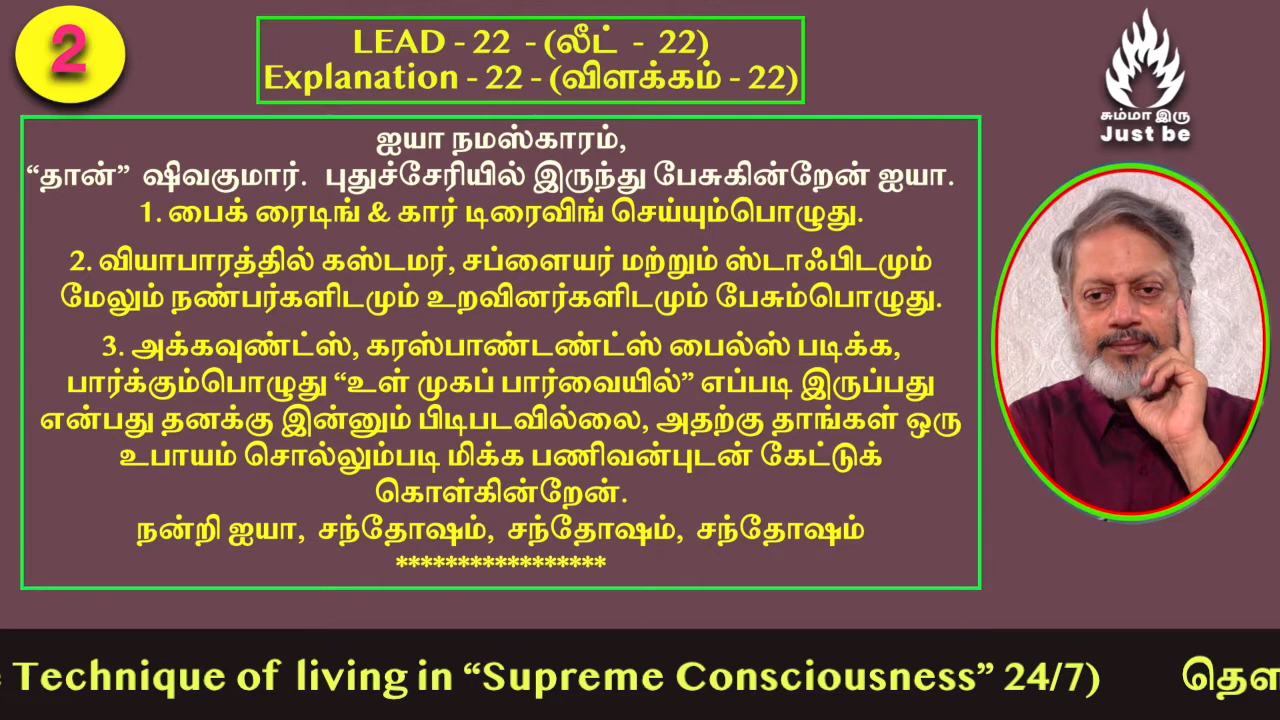 2
LEAD - 22 - (லீட் - 22)
Explanation - 22 - (விளக்கம் - 22)
சும்மா இரு
Just be
ஐயா நமஸ்காரம்,
“தான்” ஷிவகுமார். புதுச்சேரியில் இருந்து பேசுகின்றேன் ஐயா.
1. பைக் ரைடிங் & கார் டிரைவிங் செய்யும்பொழுது.
2. வியாபாரத்தில் கஸ்டமர், சப்ளையர் மற்றும் ஸ்டாஃபிடமும்
மேலும் நண்பர்களிடமும் உறவினர்களிடமும் பேசும்பொழுது.
3. அக்கவுண்ட்ஸ், கரஸ்பாண்டண்ட்ஸ் பைல்ஸ் படிக்க,
பார்க்கும்பொழுது “உள் முகப் பார்வையில்” எப்படி இருப்பது
என்பது தனக்கு இன்னும் பிடிபடவில்லை, அதற்கு தாங்கள் ஒரு
உபாயம் சொல்லும்படி மிக்க பணிவன்புடன் கேட்டுக்
கொள்கின்றேன்.
நன்றி ஐயா, சந்தோஷம், சந்தோஷம், சந்தோஷம்
*****************
Technique of living in “Supreme Consciousness” 24/7)